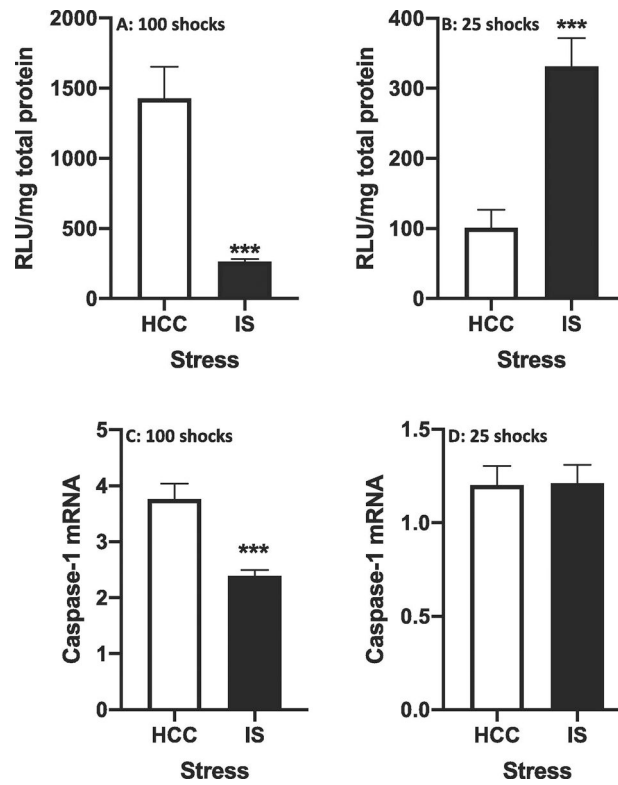 A: 100 shocks
RLU/mg total protein
2000
1500
1000
500
0
***
HCC IS
Stress
B: 25 shocks
RLU/mg total protein
400
300
200
100
0
***
HCC IS
Stress
C: 100 shocks
Caspase-1 mRNA
5
4
3
2
1
0
***
HCC IS
Stress
D: 25 shocks
Caspase-1 mRNA
1.5
1.0
0.5
0.0
HCC IS
Stress